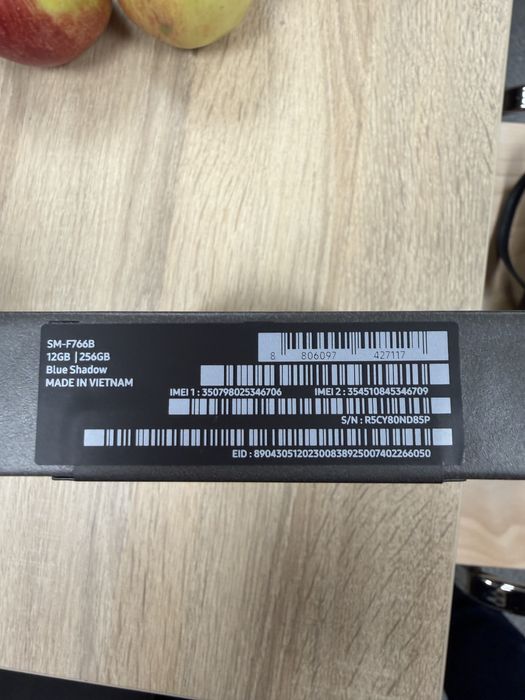 SM-F766B
12GB | 256GB
Blue Shadow
MADE IN VIETNAM
8 806097 427117
IMEI 1 : 350798025346706 IMEI 2 : 354510845346709
S/N : R5CY80ND85P
EID : 89043051202300838925007402266050